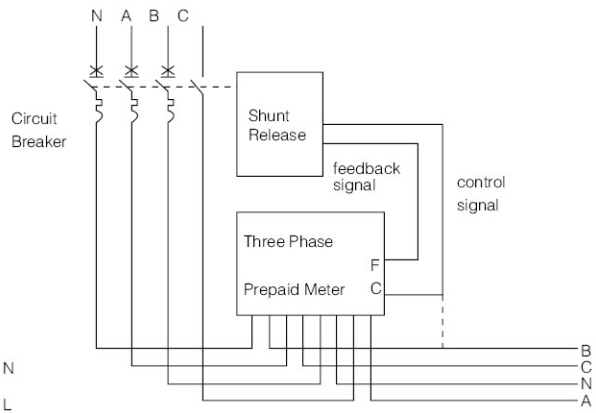 N A B C
Circuit
Breaker
Shunt
Release
feedback
signal
control
signal
Three Phase
F
Prepaid Meter C
B
N C
N
L A